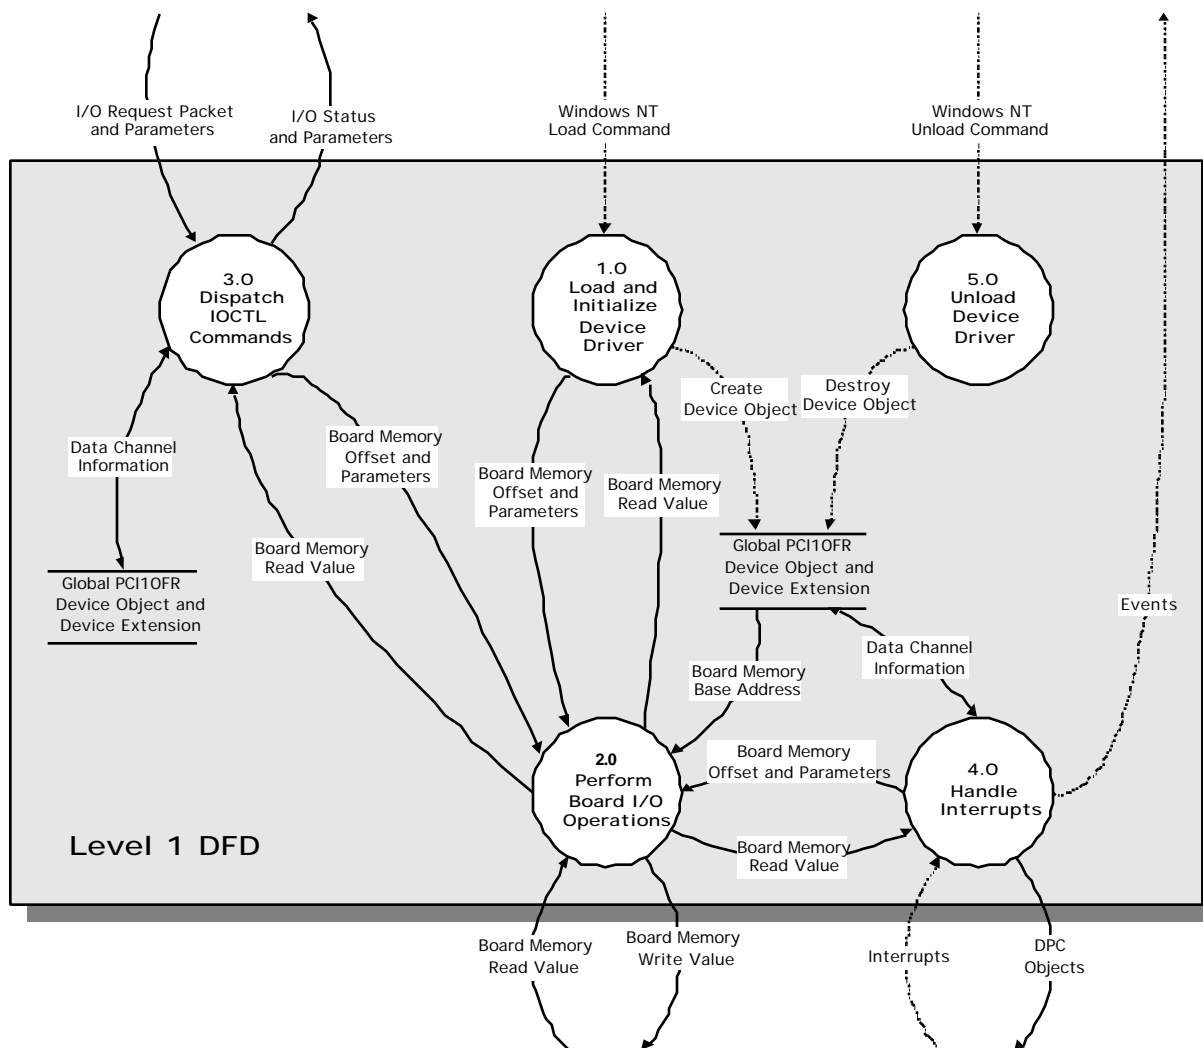 I/O Request Packet
and Parameters
I/O Status
and Parameters
Windows NT
Load Command
Windows NT
Unload Command
3.0
Dispatch
IOCTL
Commands
1.0
Load and
Initialize
Device
Driver
5.0
Unload
Device
Driver
Create
Device Object
Destroy
Device Object
Data Channel
Information
Board Memory
Offset and
Parameters
Board Memory
Offset and
Parameters
Board Memory
Read Value
Board Memory
Read Value
Global PCI10FR
Device Object and
Device Extension
Global PCI10FR
Device Object and
Device Extension
Events
Data Channel
Information
Board Memory
Base Address
2.0
Perform
Board I/O
Operations
Board Memory
Offset and Parameters
4.0
Handle
Interrupts
Level 1 DFD
Board Memory
Read Value
Board Memory
Read Value
Board Memory
Write Value
Interrupts
DPC
Objects